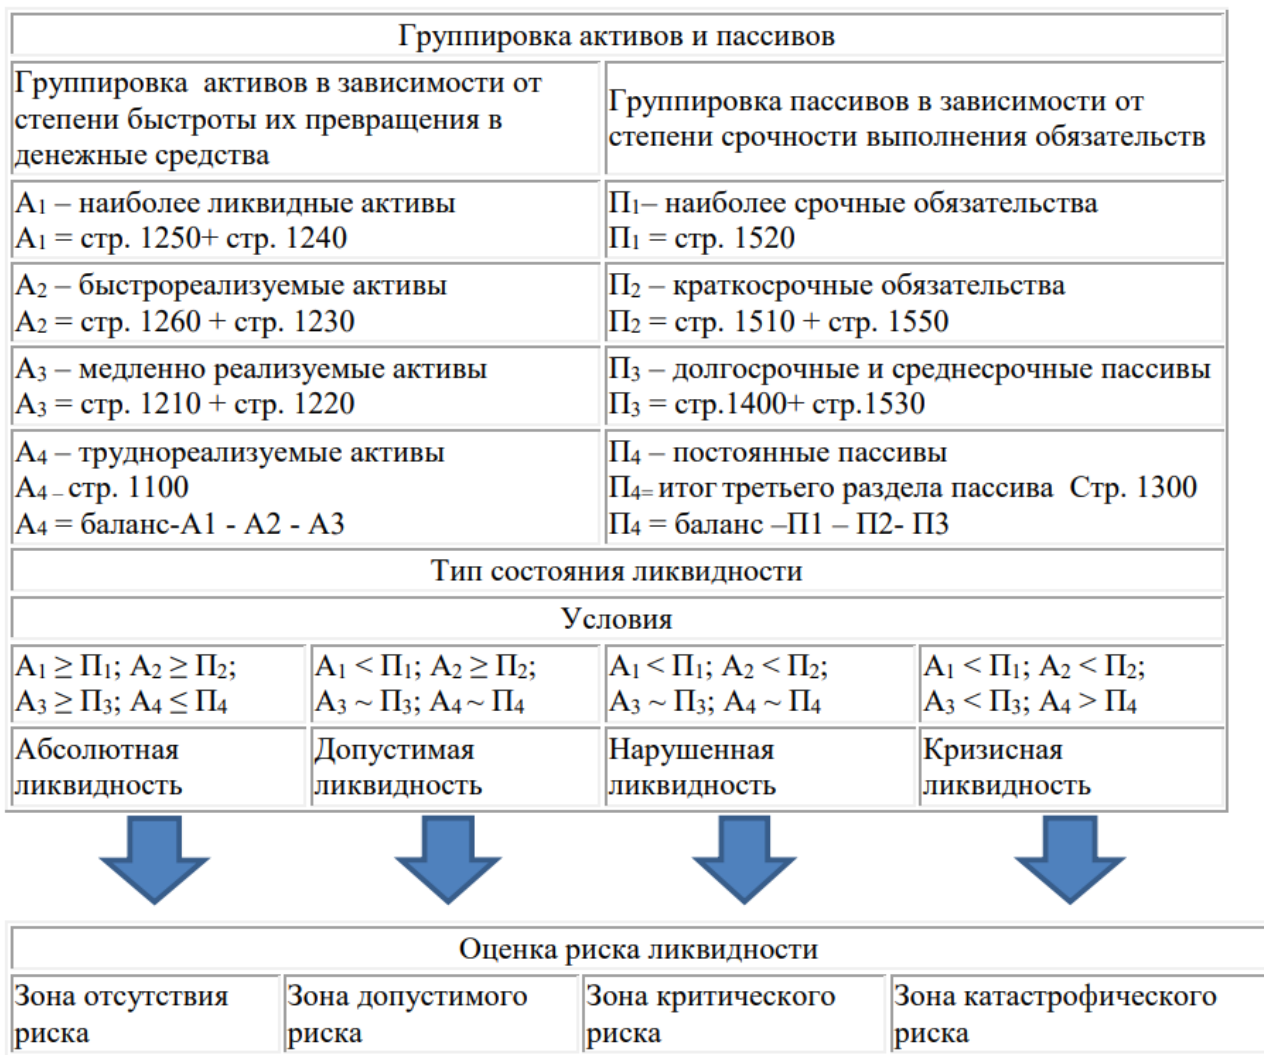 Группировка активов и пассивов
Группировка активов в зависимости от
степени быстроты их превращения в
денежные средства
Группировка пассивов в зависимости от
степени срочности выполнения обязательств
А1 – наиболее ликвидные активы
А1 = стр. 1250+ стр. 1240
П1– наиболее срочные обязательства
П1 = стр. 1520
А2 – быстрореализуемые активы
А2 = стр. 1260 + стр. 1230
П2 – краткосрочные обязательства
П2 = стр. 1510 + стр. 1550
А3 – медленно реализуемые активы
А3 = стр. 1210 + стр. 1220
П3 – долгосрочные и среднесрочные пассивы
П3 = стр.1400+ стр.1530
А4 – труднореализуемые активы
А4 – стр. 1100
А4 = баланс-А1 - А2 - А3
П4 – постоянные пассивы
П4= итог третьего раздела пассива Стр. 1300
П4 = баланс –П1 – П2- П3
Тип состояния ликвидности
Условия
А1 ≥ П1; А2 ≥ П2;
А3 ≥ П3; А4 ≤ П4
А1 < П1; А2 ≥ П2;
А3 ~ П3; А4 ~ П4
А1 < П1; А2 < П2;
А3 ~ П3; А4 ~ П4
А1 < П1; А2 < П2;
А3 < П3; А4 > П4
Абсолютная
ликвидность
Допустимая
ликвидность
Нарушенная
ликвидность
Кризисная
ликвидность
Оценка риска ликвидности
Зона отсутствия
риска
Зона допустимого
риска
Зона критического
риска
Зона катастрофического
риска